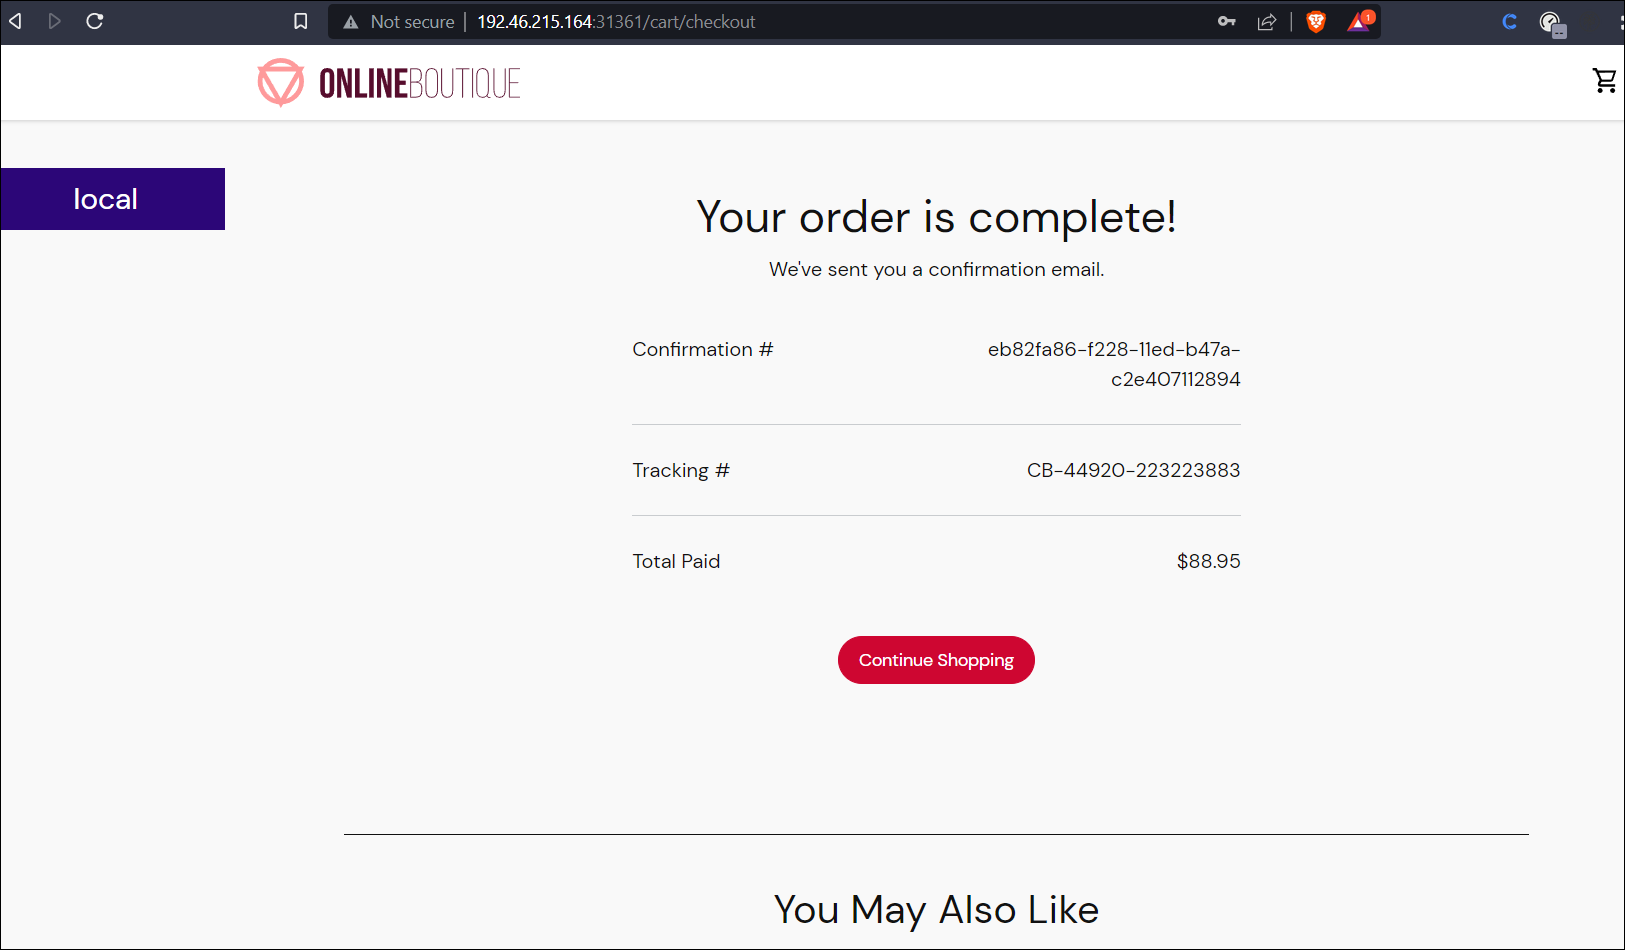 Not secure | 192.46.215.164:31361/cart/checkout
1
C
--
ONLINEBOUTIQUE
local
Your order is complete!
We've sent you a confirmation email.
Confirmation # eb82fa86-f228-11ed-b47a-
c2e407112894
Tracking # CB-44920-223223883
Total Paid $88.95
Continue Shopping
You May Also Like